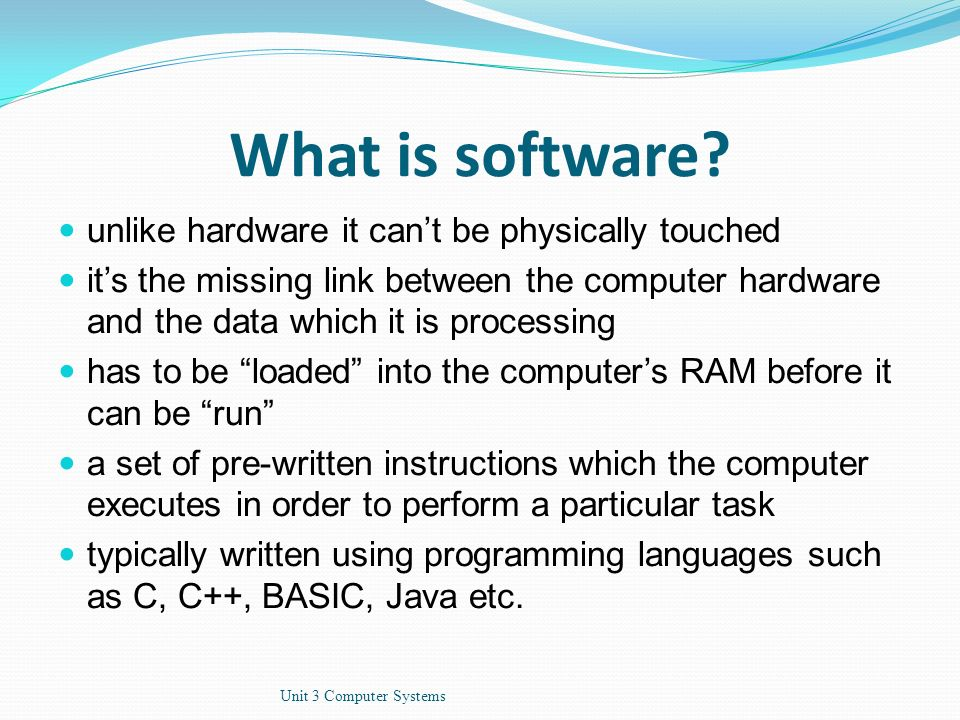 What is software?
unlike hardware it can’t be physically touched
it’s the missing link between the computer hardware
and the data which it is processing
has to be “loaded” into the computer’s RAM before it
can be “run”
a set of pre-written instructions which the computer
executes in order to perform a particular task
typically written using programming languages such
as C, C++, BASIC, Java etc.
Unit 3 Computer Systems